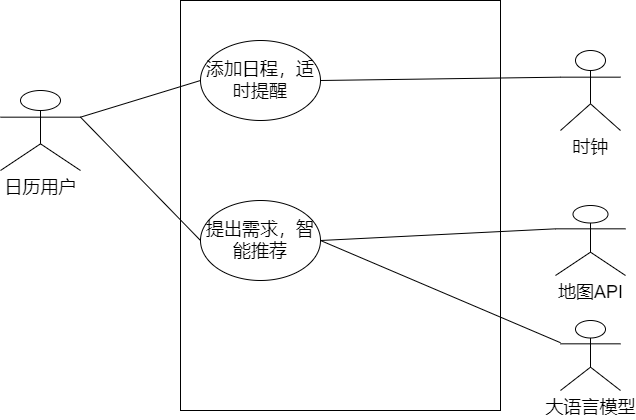 添加日程，适
时提醒
时钟
日历用户
提出需求，智
能推荐
地图API
大语言模型